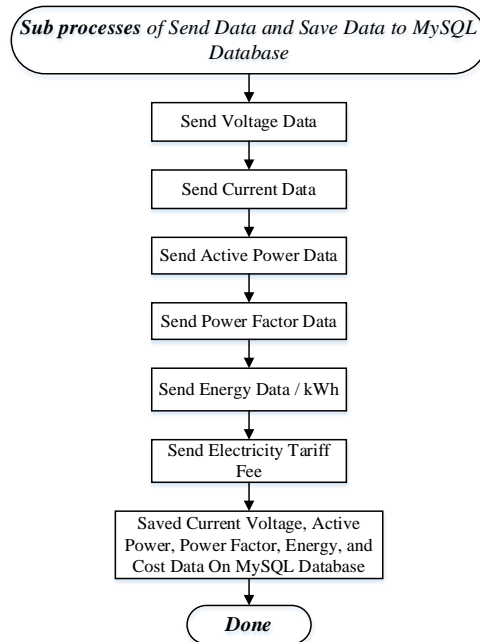 Sub processes of Send Data and Save Data to MySQL
Database
Send Voltage Data
Send Current Data
Send Active Power Data
Send Power Factor Data
Send Energy Data / kWh
Send Electricity Tariff
Fee
Saved Current Voltage, Active
Power, Power Factor, Energy, and
Cost Data On MySQL Database
Done